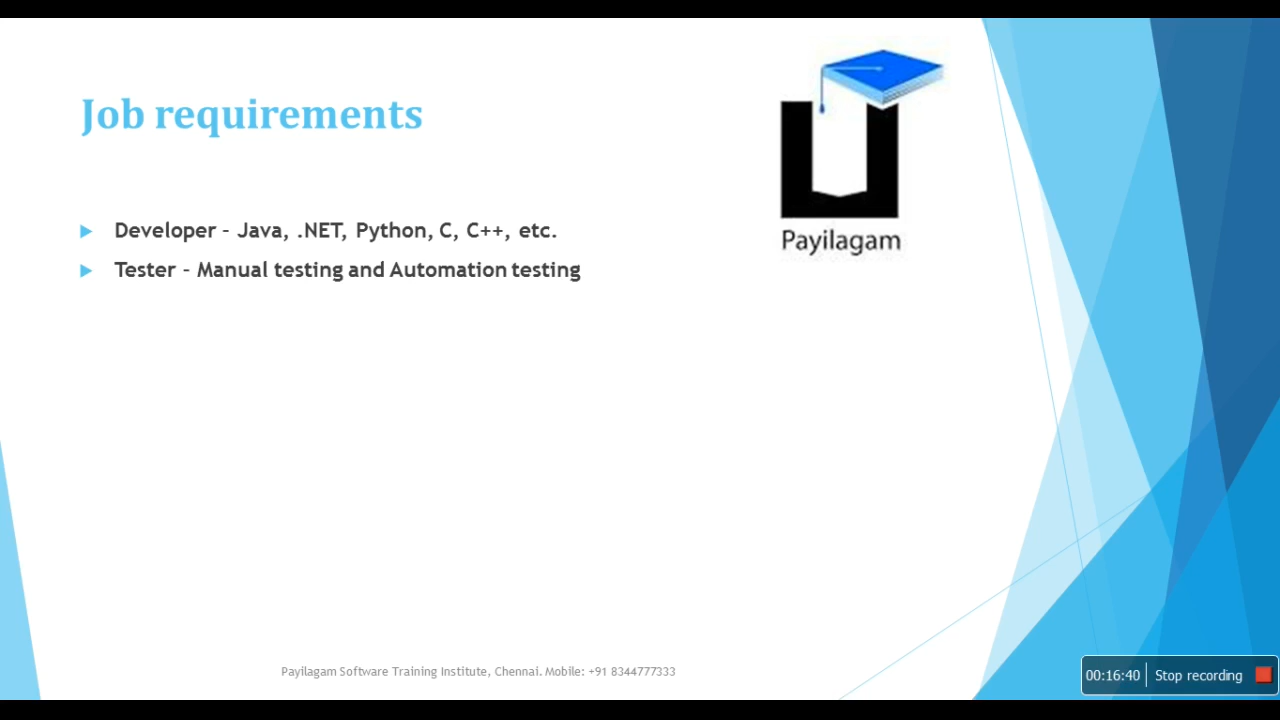 Job requirements
Developer – Java, .NET, Python, C, C++, etc.
Tester – Manual testing and Automation testing
Payilagam
Payilagam Software Training Institute, Chennai. Mobile: +91 8344777333
00:16:40 Stop recording